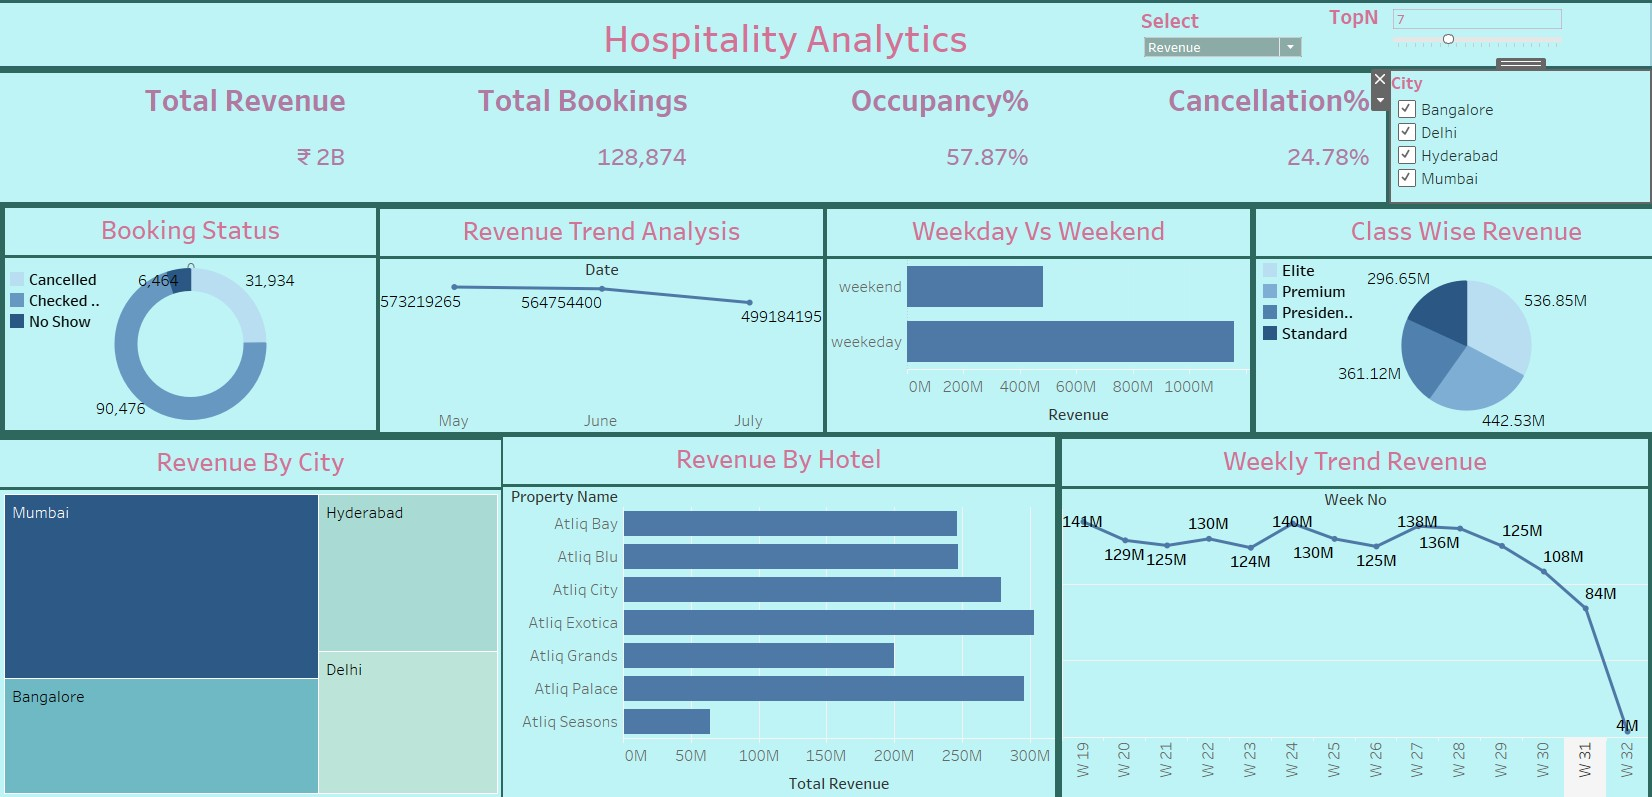 Hospitality Analytics
Select
Revenue
TopN
7
Total Revenue
₹ 2B
Total Bookings
128,874
Occupancy%
57.87%
Cancellation%
24.78%
City
Bangalore
Delhi
Hyderabad
Mumbai
Booking Status
Cancelled
Checked ..
No Show
6,464
31,934
90,476
Revenue Trend Analysis
Date
573219265
564754400
499184195
May
June
July
Weekday Vs Weekend
weekend
weekeday
0M
200M
400M
600M
800M
1000M
Revenue
Class Wise Revenue
Elite
Premium
Presiden..
Standard
296.65M
536.85M
361.12M
442.53M
Revenue By City
Mumbai
Hyderabad
Bangalore
Delhi
Revenue By Hotel
Property Name
Atliq Bay
Atliq Blu
Atliq City
Atliq Exotica
Atliq Grands
Atliq Palace
Atliq Seasons
0M
50M
100M
150M
200M
250M
300M
Total Revenue
Weekly Trend Revenue
Week No
141M
129M
125M
130M
124M
140M
130M
125M
138M
136M
125M
108M
84M
4M
W 19
W 20
W 21
W 22
W 23
W 24
W 25
W 26
W 27
W 28
W 29
W 30
W 31
W 32